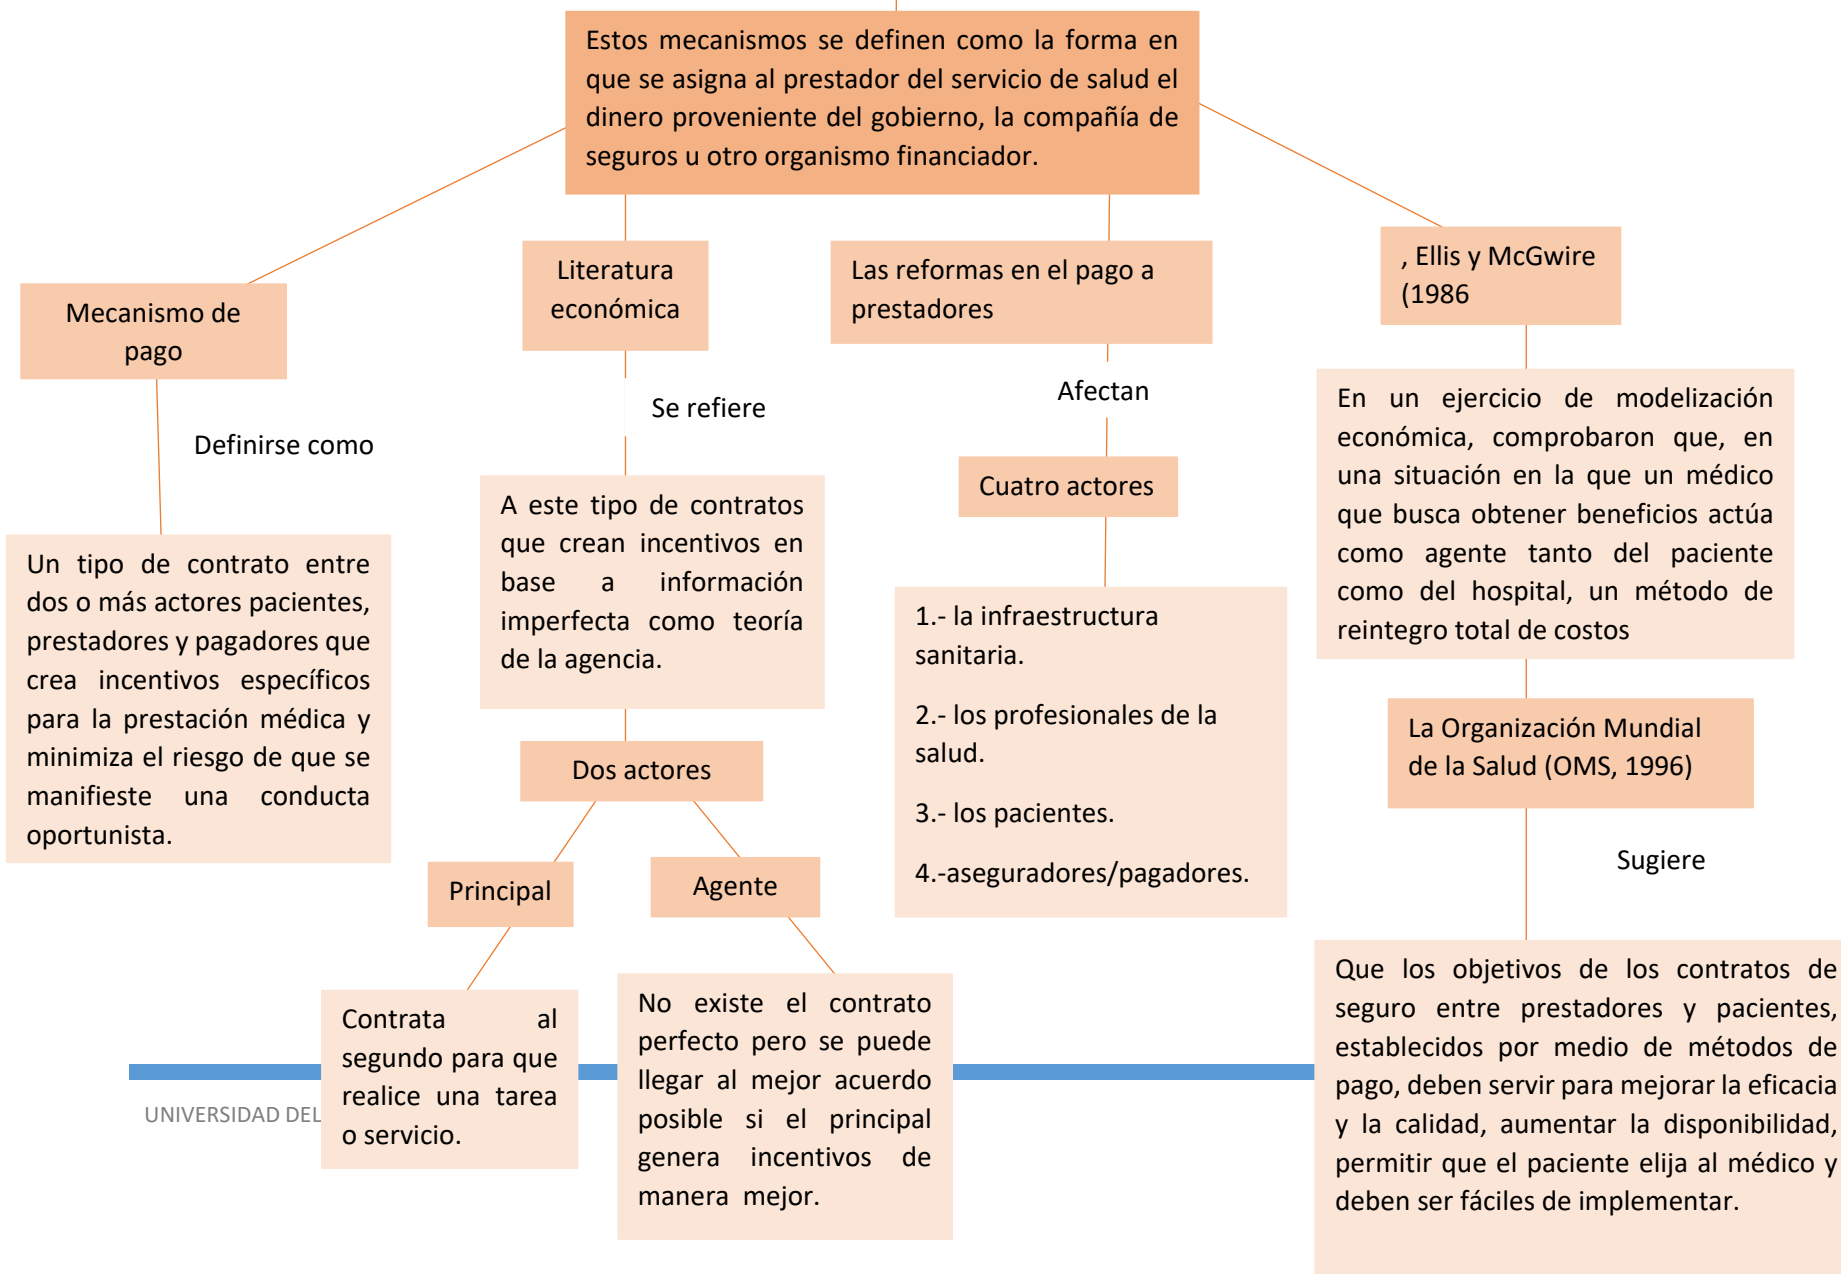 Estos mecanismos se definen como la forma en
que se asigna al prestador del servicio de salud el
dinero proveniente del gobierno, la compañía de
seguros u otro organismo financiador.
Mecanismo de
pago
Definirse como
Un tipo de contrato entre
dos o más actores pacientes,
prestadores y pagadores que
crea incentivos específicos
para la prestación médica y
minimiza el riesgo de que se
manifieste una conducta
oportunista.
Literatura
económica
Se refiere
A este tipo de contratos
que crean incentivos en
base a información
imperfecta como teoría
de la agencia.
Dos actores
Principal
Contrata al
segundo para que
realice una tarea
o servicio.
Agente
No existe el contrato
perfecto pero se puede
llegar al mejor acuerdo
posible si el principal
genera incentivos de
manera mejor.
Las reformas en el pago a
prestadores
Afectan
Cuatro actores
1.- la infraestructura
sanitaria.
2.- los profesionales de la
salud.
3.- los pacientes.
4.-aseguradores/pagadores.
, Ellis y McGwire
(1986
En un ejercicio de modelización
económica, comprobaron que, en
una situación en la que un médico
que busca obtener beneficios actúa
como agente tanto del paciente
como del hospital, un método de
reintegro total de costos
La Organización Mundial
de la Salud (OMS, 1996)
Sugiere
Que los objetivos de los contratos de
seguro entre prestadores y pacientes,
establecidos por medio de métodos de
pago, deben servir para mejorar la eficacia
y la calidad, aumentar la disponibilidad,
permitir que el paciente elija al médico y
deben ser fáciles de implementar.
UNIVERSIDAD DEL